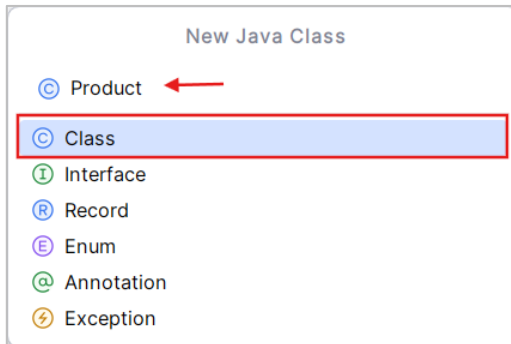 New Java Class
C Product
C Class
I Interface
R Record
E Enum
@ Annotation
Exception